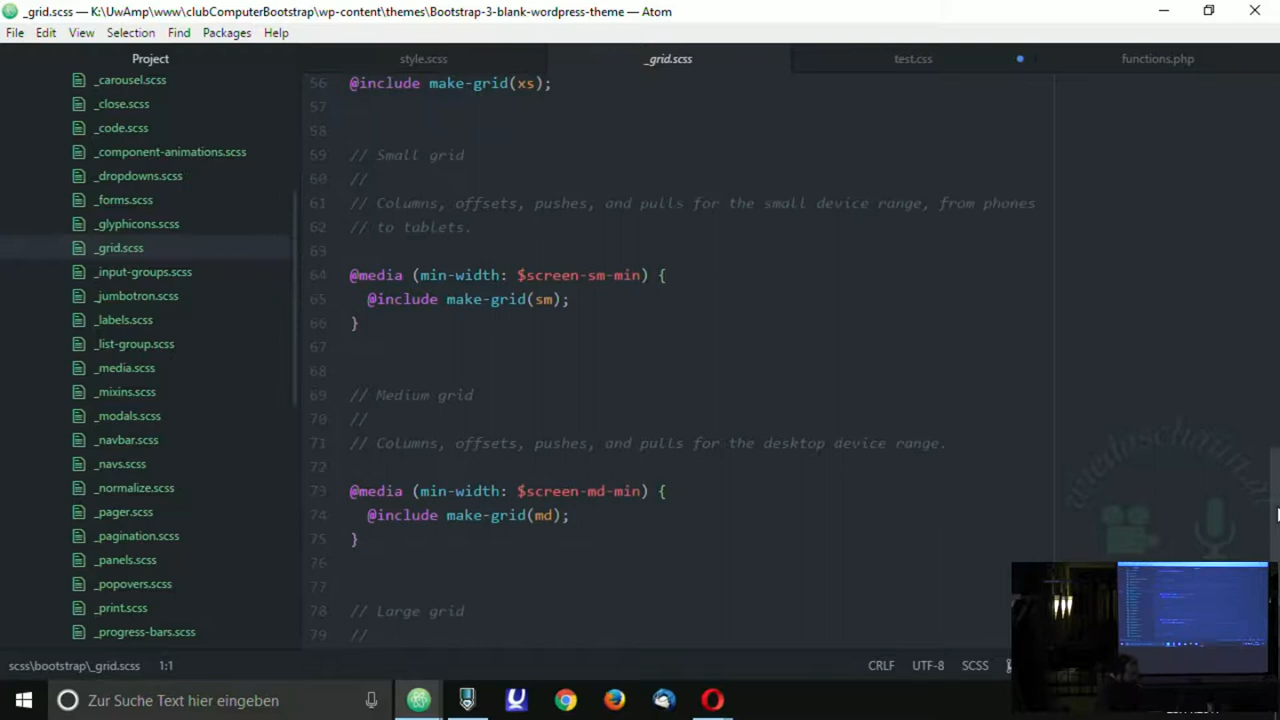 _grid.scss — K:\UwAmp\www\clubComputerBootstrap\wp-content\themes\Bootstrap-3-blank-wordpress-theme — Atom
File Edit View Selection Find Packages Help
Project
style.scss
_grid.scss
test.css
functions.php
_carousel.scss
_close.scss
_code.scss
_component-animations.scss
_dropdowns.scss
_forms.scss
_glyphicons.scss
_grid.scss
_input-groups.scss
_jumbotron.scss
_labels.scss
_list-group.scss
_media.scss
_mixins.scss
_modals.scss
_navbar.scss
_navs.scss
_normalize.scss
_pager.scss
_pagination.scss
_panels.scss
_popovers.scss
_print.scss
_progress-bars.scss
56 @include make-grid(xs);
57
58
59 // Small grid
60 //
61 // Columns, offsets, pushes, and pulls for the small device range, from phones
62 // to tablets.
63
64 @media (min-width: $screen-sm-min) {
65 @include make-grid(sm);
66 }
67
68
69 // Medium grid
70 //
71 // Columns, offsets, pushes, and pulls for the desktop device range.
72
73 @media (min-width: $screen-md-min) {
74 @include make-grid(md);
75 }
76
77
78 // Large grid
79 //
scss\bootstrap\_grid.scss 1:1
CRLF UTF-8 SCSS
Zur Suche Text hier eingeben